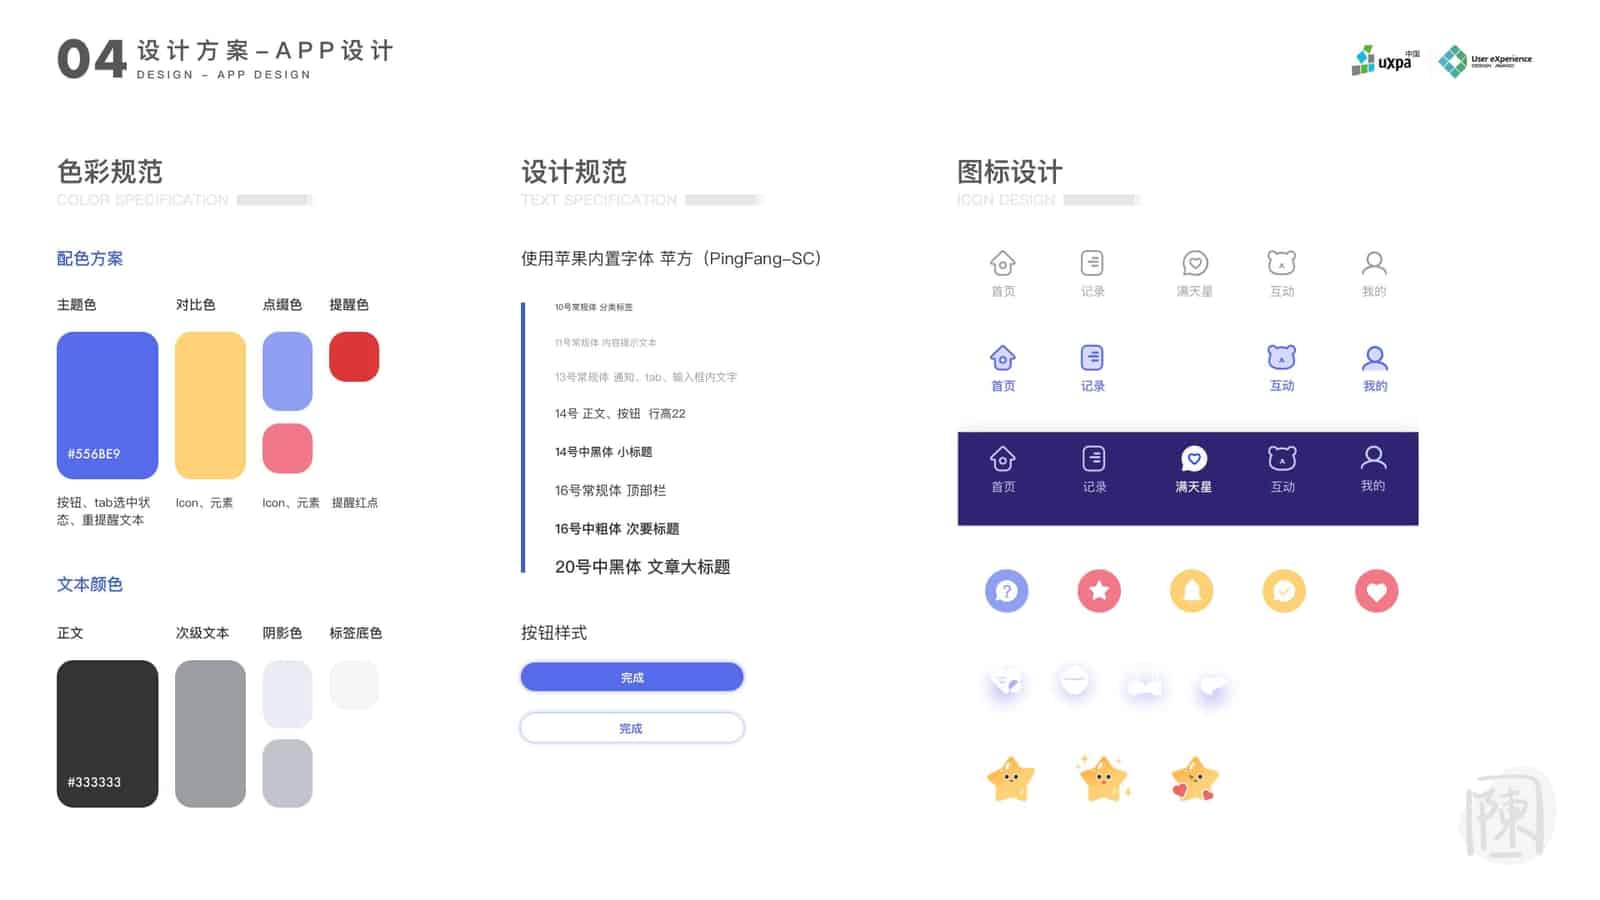 04
设计方案-APP设计
DESIGN - APP DESIGN
uxpa 中国
User eXperience
DESIGN AWARD
色彩规范
COLOR SPECIFICATION
配色方案
主题色 对比色 点缀色 提醒色
#556BE9
按钮、tab选中状
态、重提醒文本
Icon、元素
Icon、元素
提醒红点
文本颜色
正文 次级文本 阴影色 标签底色
#333333
设计规范
TEXT SPECIFICATION
使用苹果内置字体 苹方（PingFang-SC）
10号常规体 分类标签
11号常规体 内容提示文本
13号常规体 通知、tab、输入框内文字
14号 正文、按钮 行高22
14号中黑体 小标题
16号常规体 顶部栏
16号中粗体 次要标题
20号中黑体 文章大标题
按钮样式
完成
完成
图标设计
ICON DESIGN
首页 记录 满天星 互动 我的
首页 记录 互动 我的
首页 记录 满天星 互动 我的
陳